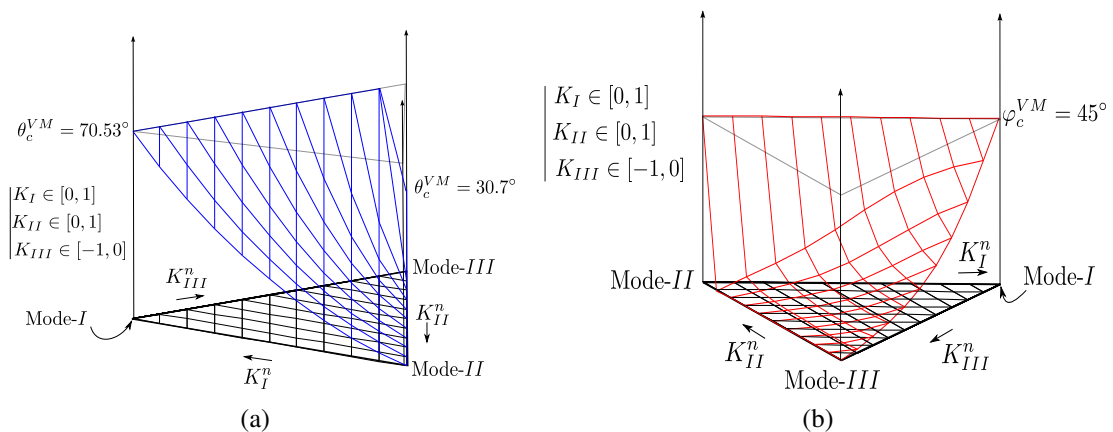 θ_c^{VM} = 70.53°
K_I ∈ [0, 1]
K_{II} ∈ [0, 1]
K_{III} ∈ [−1, 0]
θ_c^{VM} = 30.7°
Mode-III
K_{III}^n
K_{II}^n
Mode-I
K_I^n
Mode-II
(a)
K_I ∈ [0, 1]
K_{II} ∈ [0, 1]
K_{III} ∈ [−1, 0]
φ_c^{VM} = 45°
K_I^n
Mode-II
Mode-I
K_{II}^n
K_{III}^n
Mode-III
(b)